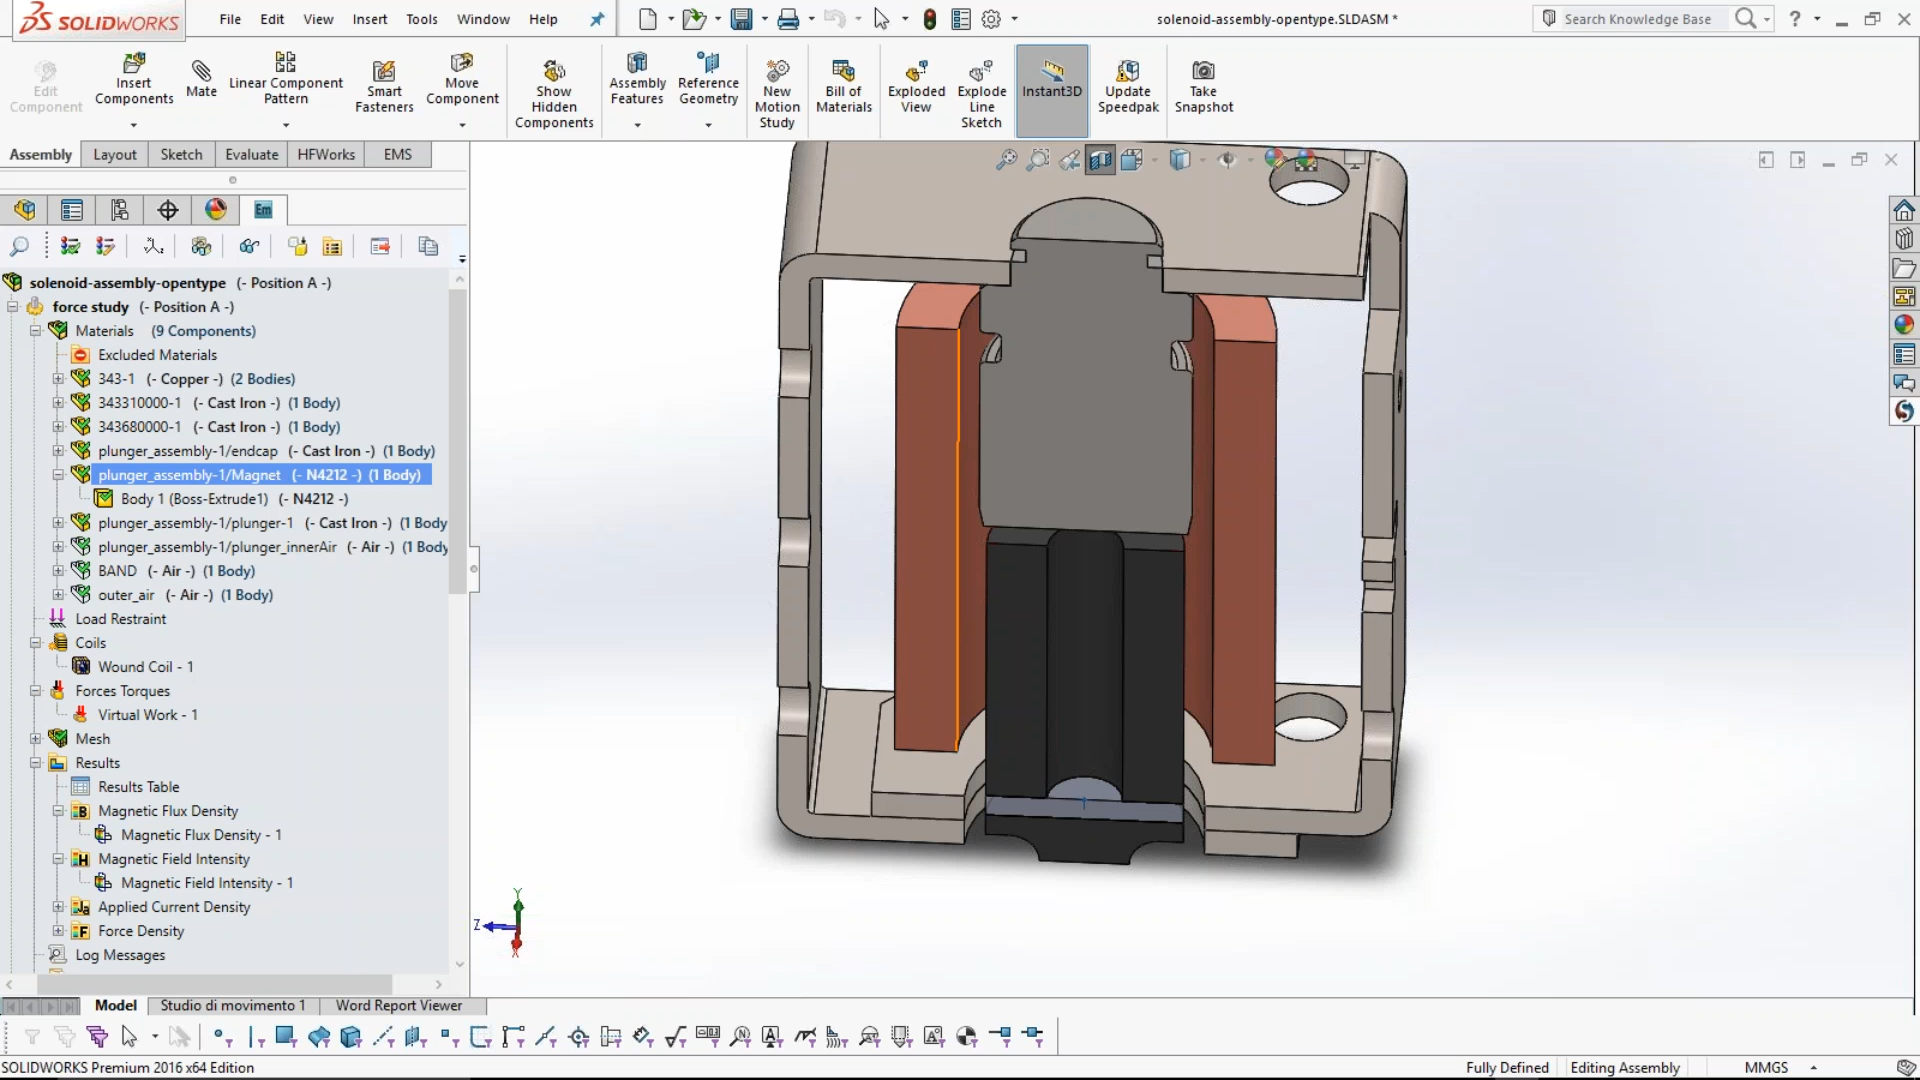 SOLIDWORKS
File Edit View Insert Tools Window Help
solenoid-assembly-opentype.SLDASM *
Search Knowledge Base
?
Edit Component
Insert Components
Mate
Linear Component Pattern
Smart Fasteners
Move Component
Show Hidden Components
Assembly Features
Reference Geometry
New Motion Study
Bill of Materials
Exploded View
Explode Line Sketch
Instant3D
Update Speedpak
Take Snapshot
Assembly Layout Sketch Evaluate HFWorks EMS
Em
solenoid-assembly-opentype (- Position A -)
force study (- Position A -)
Materials (9 Components)
Excluded Materials
343-1 (- Copper -) (2 Bodies)
343310000-1 (- Cast Iron -) (1 Body)
343680000-1 (- Cast Iron -) (1 Body)
plunger_assembly-1/endcap (- Cast Iron -) (1 Body)
plunger_assembly-1/Magnet (- N4212 -) (1 Body)
Body 1 (Boss-Extrude1) (- N4212 -)
plunger_assembly-1/plunger-1 (- Cast Iron -) (1 Body
plunger_assembly-1/plunger_innerAir (- Air -) (1 Body
BAND (- Air -) (1 Body)
outer_air (- Air -) (1 Body)
Load Restraint
Coils
Wound Coil - 1
Forces Torques
Virtual Work - 1
Mesh
Results
Results Table
Magnetic Flux Density
Magnetic Flux Density - 1
Magnetic Field Intensity
Magnetic Field Intensity - 1
Applied Current Density
Force Density
Log Messages
Y
Z
X
Model Studio di movimento 1 Word Report Viewer
SOLIDWORKS Premium 2016 x64 Edition
Fully Defined Editing Assembly MMGS